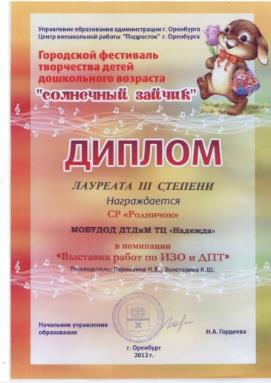 Управление образования администрации г. Оренбурга
Центр внешкольной работы "Подросток" г. Оренбурга
Городской фестиваль
творчества детей
дошкольного возраста
"солнечный зайчик"
ДИПЛОМ
ЛАУРЕАТА III СТЕПЕНИ
Награждается
СР «Родничок»
МОБУДОД ДТДиМ ТЦ «Надежда»
в номинации
"Выставка работ по ИЗО и ДПТ"
Руководитель: Н.В., Золотарева К.Ш.
Начальник управления
образования
Н.А. Гордеева
г. Оренбург
2012 г.